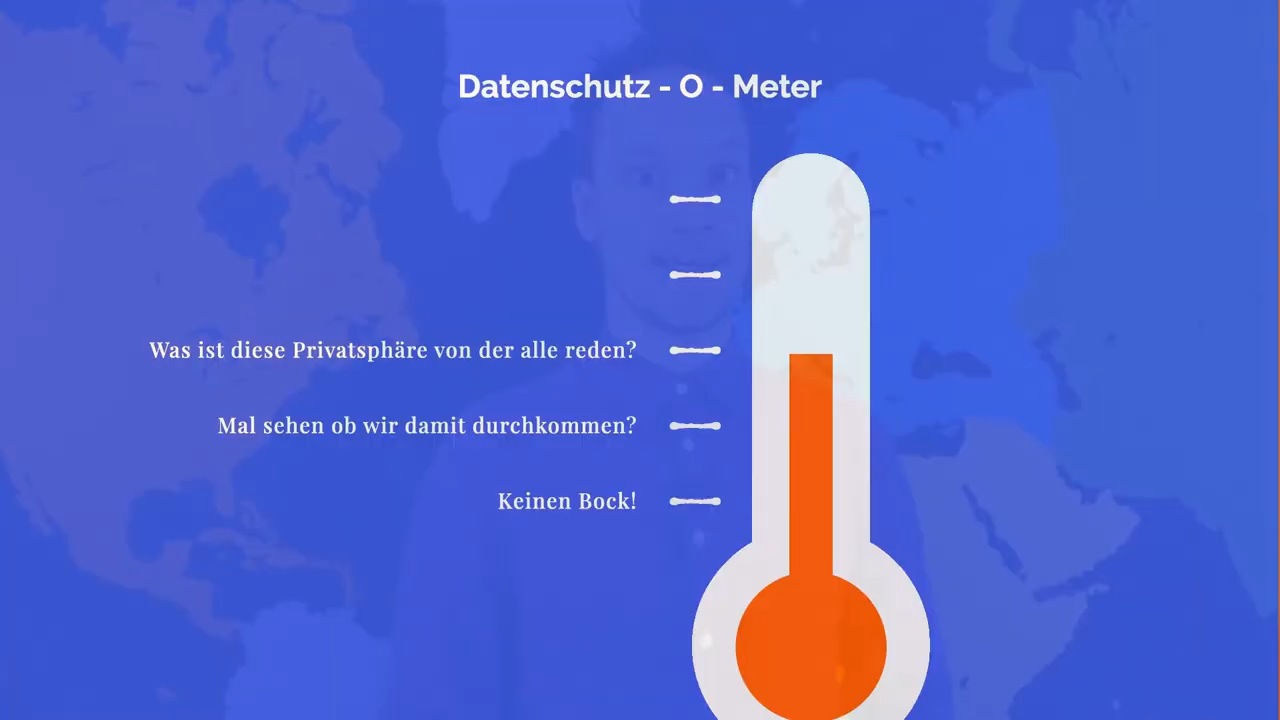 Datenschutz - O - Meter
Was ist diese Privatsphäre von der alle reden?
Mal sehen ob wir damit durchkommen?
Keinen Bock!